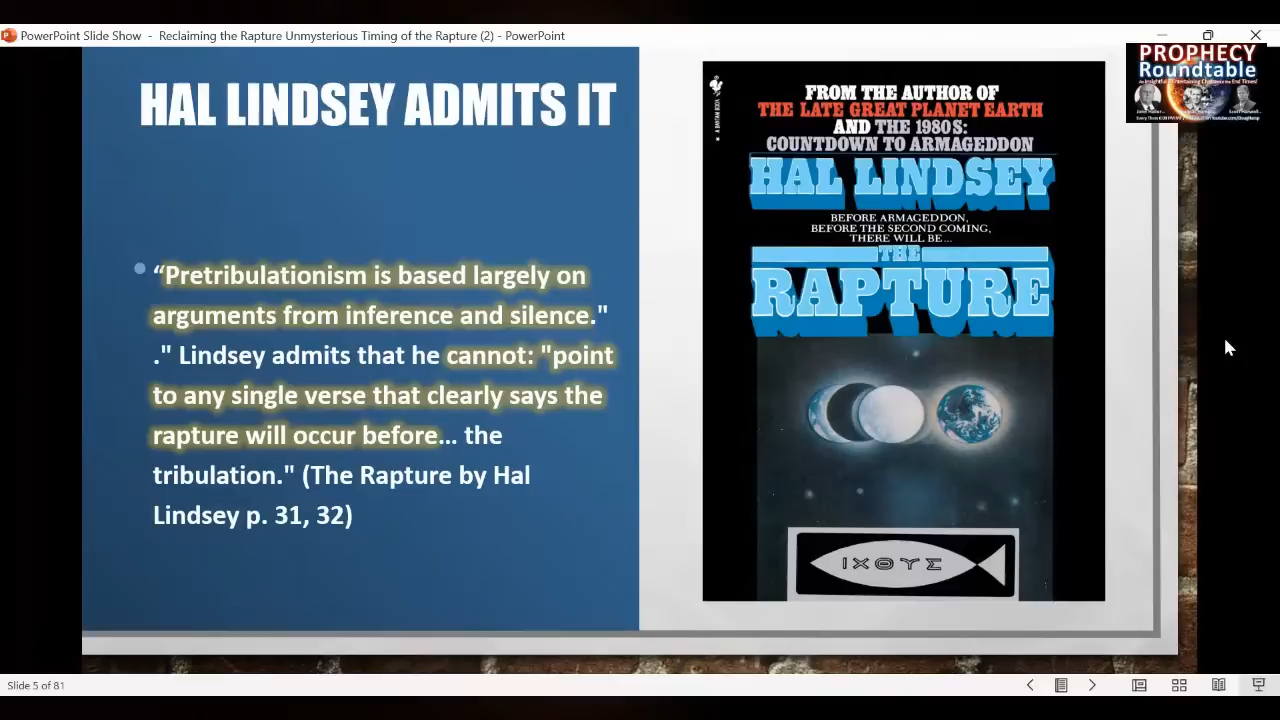 PowerPoint Slide Show - Reclaiming the Rapture Unmysterious Timing of the Rapture (2) - PowerPoint
PROPHECY
Roundtable
HAL LINDSEY ADMITS IT
“Pretribulationism is based largely on
arguments from inference and silence."
." Lindsey admits that he cannot: "point
to any single verse that clearly says the
rapture will occur before… the
tribulation." (The Rapture by Hal
Lindsey p. 31, 32)
A BANTAM BOOK
FROM THE AUTHOR OF
THE LATE GREAT PLANET EARTH
AND THE 1980S:
COUNTDOWN TO ARMAGEDDON
HAL LINDSEY
BEFORE ARMAGEDDON,
BEFORE THE SECOND COMING,
THERE WILL BE...
THE
RAPTURE
ΙΧΘΥΣ
Slide 5 of 81